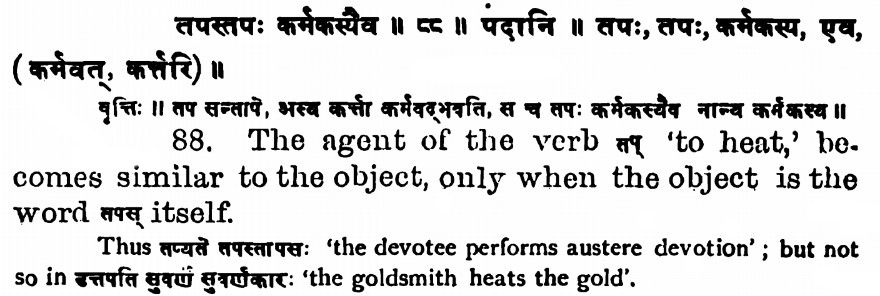 तपस्तपः कर्मकस्यैव ॥ ८८ ॥ पदानि ॥ तपः, तपः, कर्मकस्य, एव,
( कर्मवत्, कर्त्तरि) ॥
वृत्तिः ॥ तप सन्तापे, अस्य कर्त्ता कर्मवद्भवति, स च तपः कर्मकस्यैव नान्य कर्मकस्य ॥
88. The agent of the verb तप् 'to heat,' be-
comes similar to the object, only when the object is the
word तपस् itself.
Thus तप्यते तपस्तापसः 'the devotee performs austere devotion' ; but not
so in उत्तपति सुवर्णं सुवर्णकारः 'the goldsmith heats the gold'.